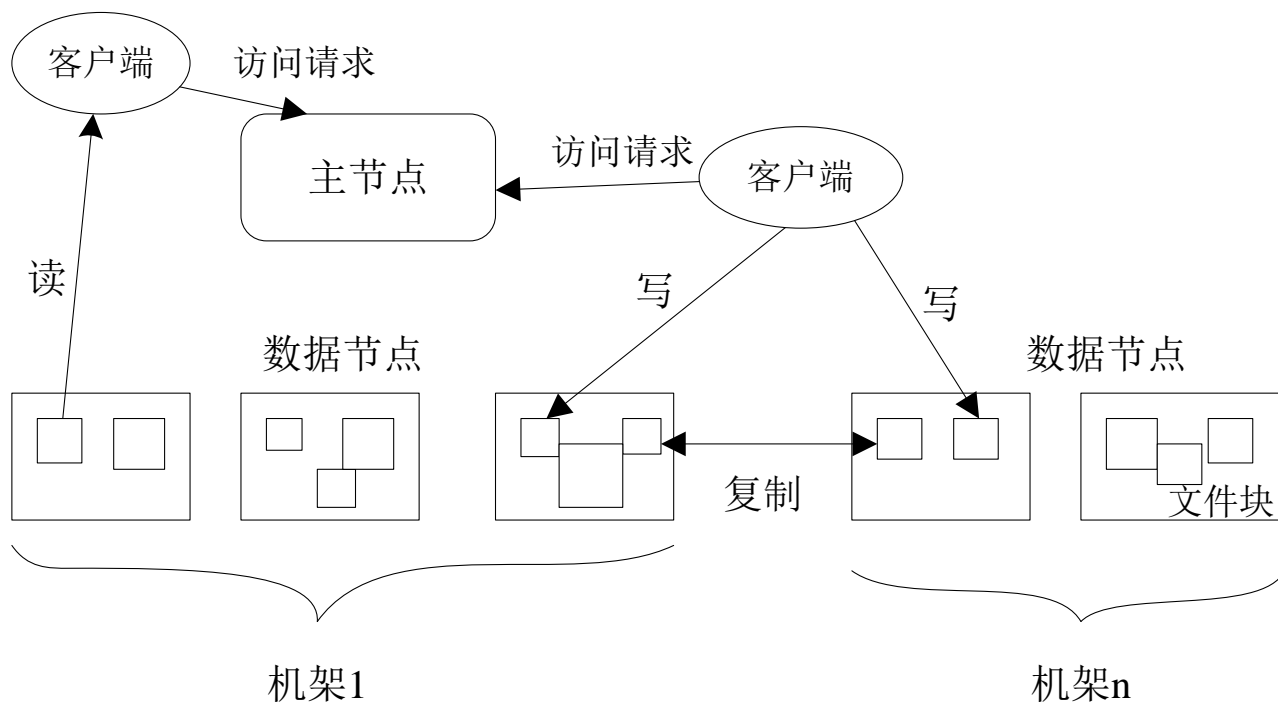 客户端
访问请求
主节点
访问请求
客户端
读
写
写
数据节点
数据节点
复制
文件块
机架1
机架n